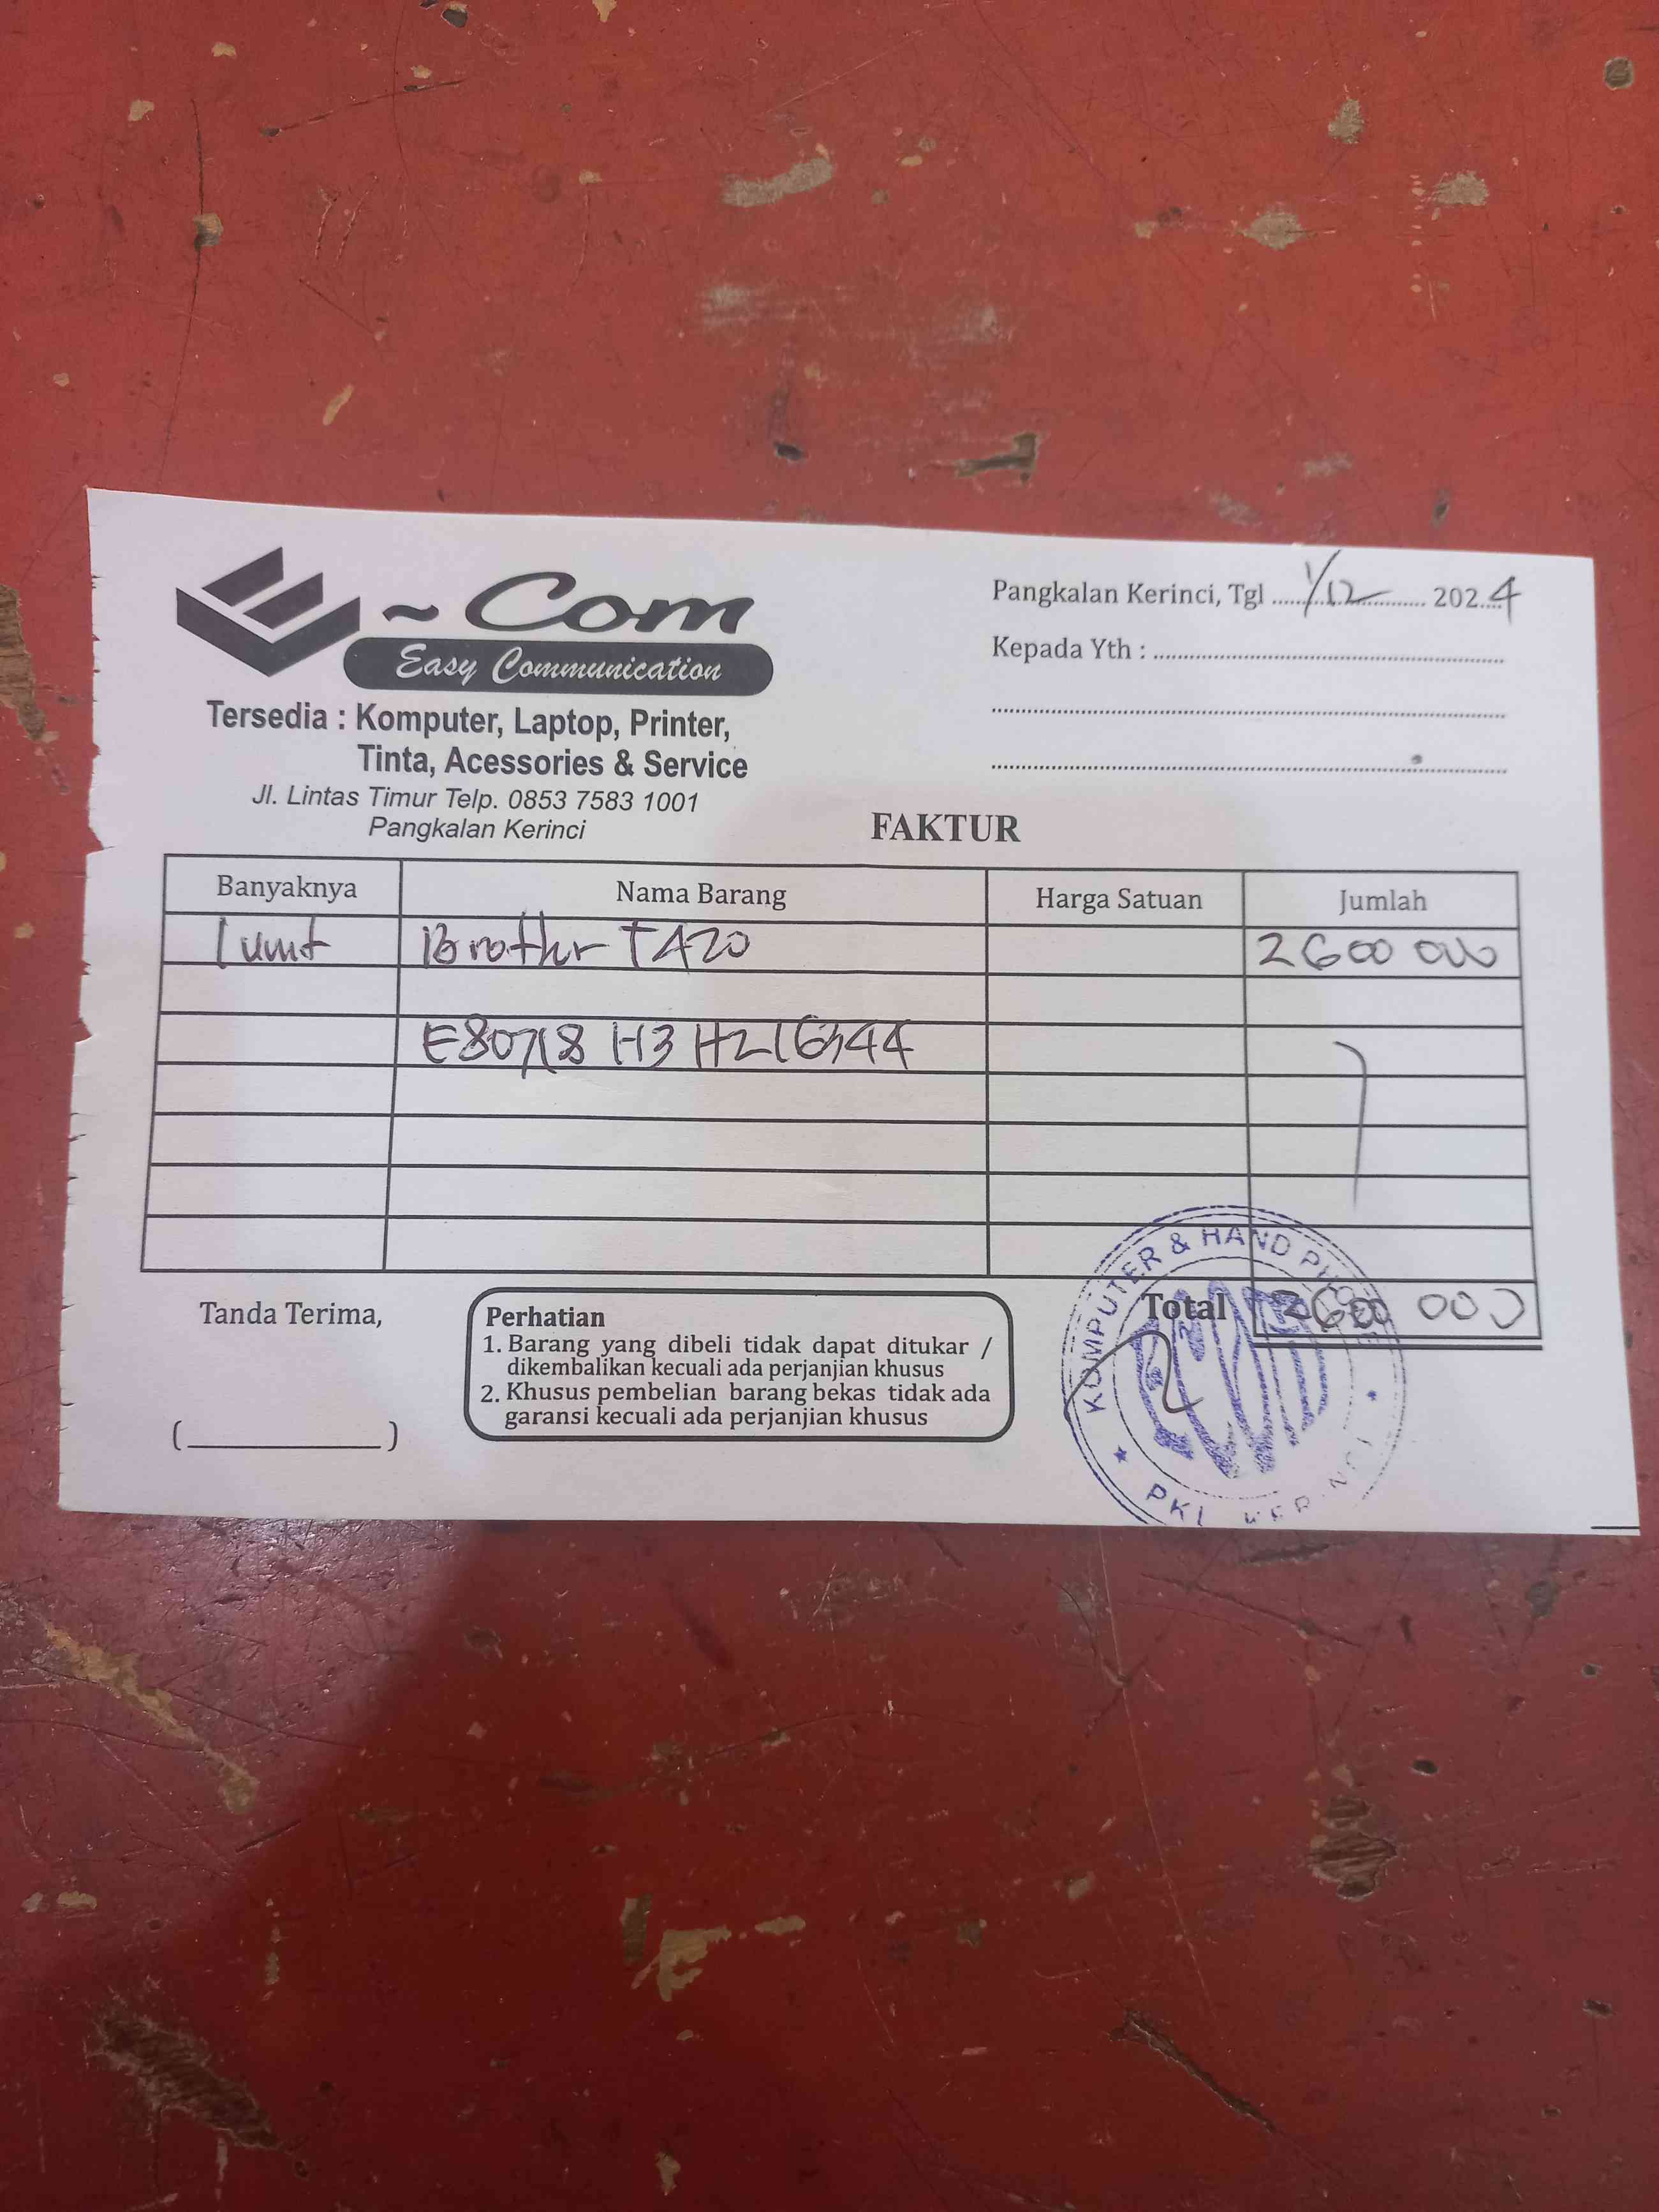 E~Com
Easy Communication
Tersedia : Komputer, Laptop, Printer,
Tinta, Acessories & Service
Jl. Lintas Timur Telp. 0853 7583 1001
Pangkalan Kerinci
Pangkalan Kerinci, Tgl 1/12 2024
Kepada Yth :
FAKTUR
Banyaknya Nama Barang Harga Satuan Jumlah
1 unit Brother T420 2600 000
E80718 H3 H216344
Total 2600 000
Tanda Terima,
Perhatian
1. Barang yang dibeli tidak dapat ditukar /
dikembalikan kecuali ada perjanjian khusus
2. Khusus pembelian barang bekas tidak ada
garansi kecuali ada perjanjian khusus
KOMPUTER & HAND
PKL KERINCI